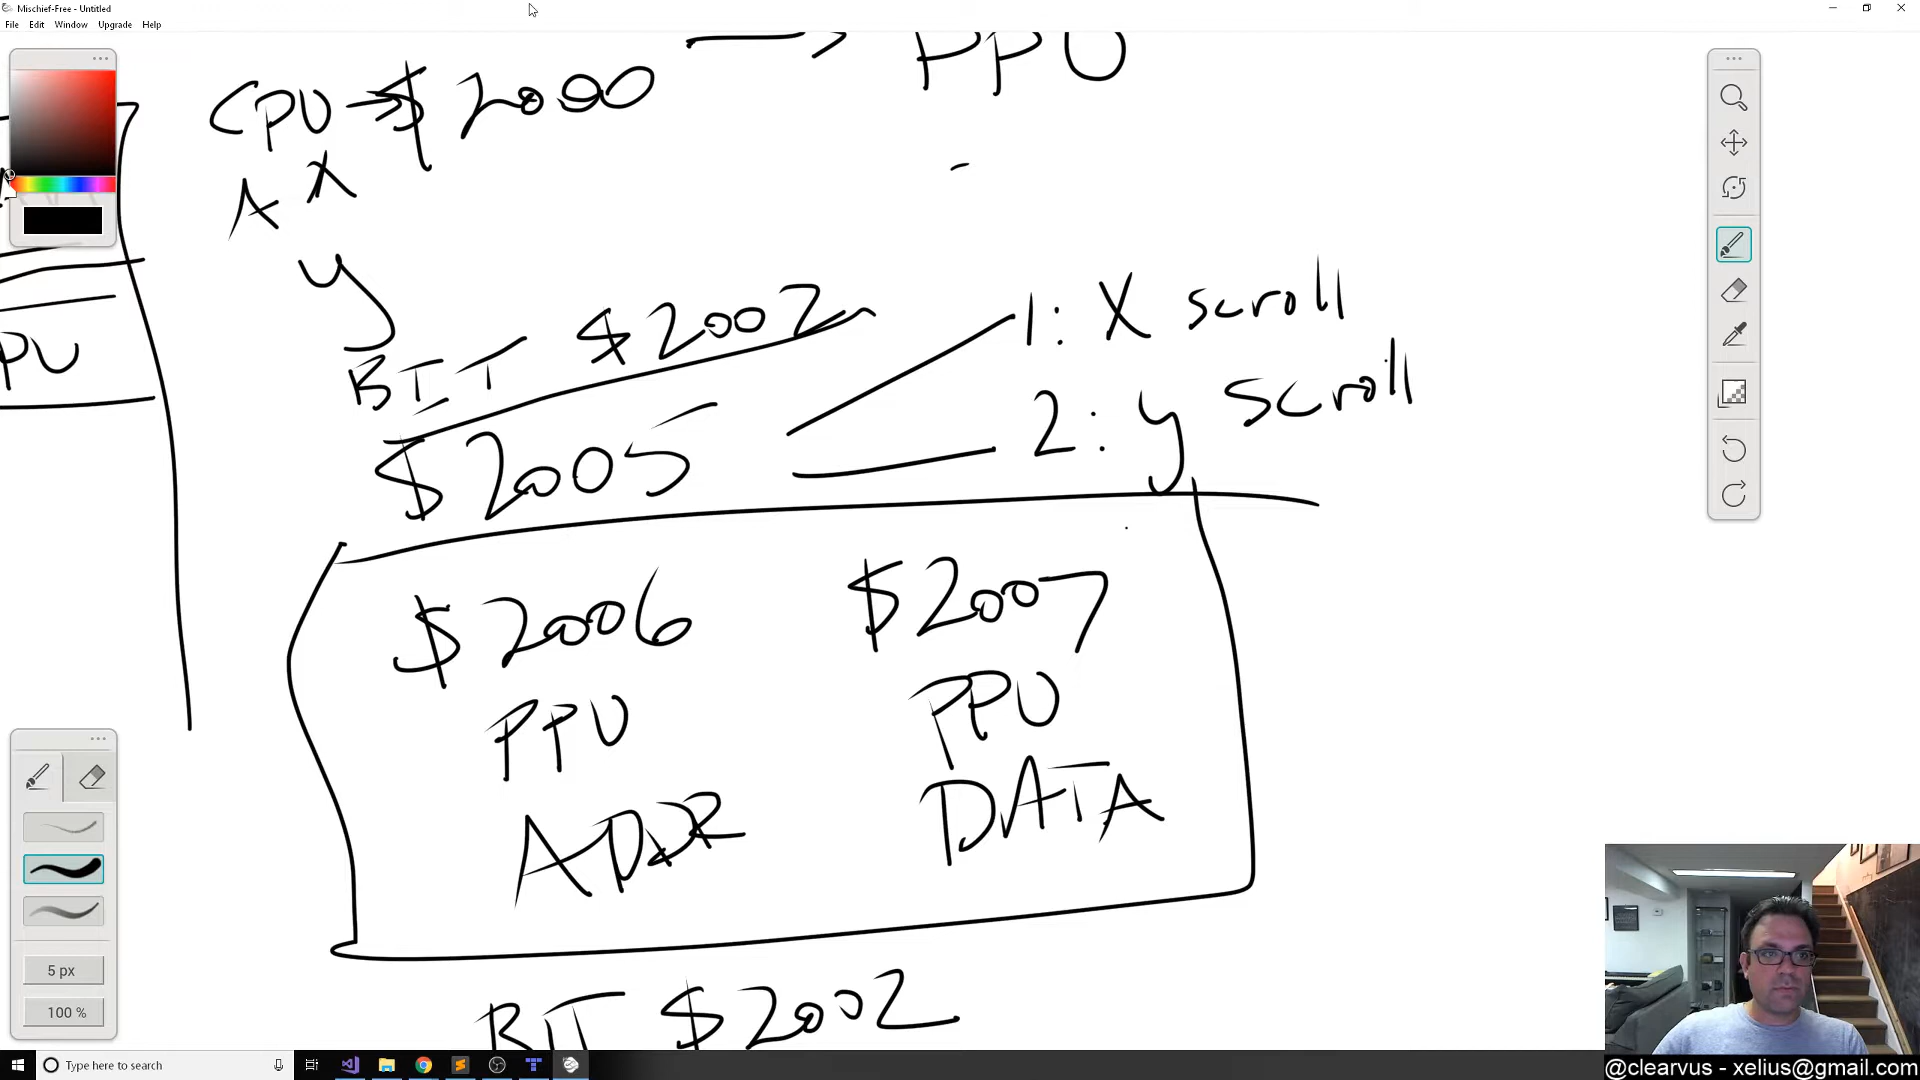 Mischief-Free - Untitled
File Edit Window Upgrade Help
CPU → $2000 → PPU
A X
y
PU
BIT $2002
1: X scroll
$2005
2: y scroll
$2006 $2007
PPU PPU
ADDR DATA
5 px
100 %
BIT $2002
Type here to search
@clearvus - xelius@gmail.com